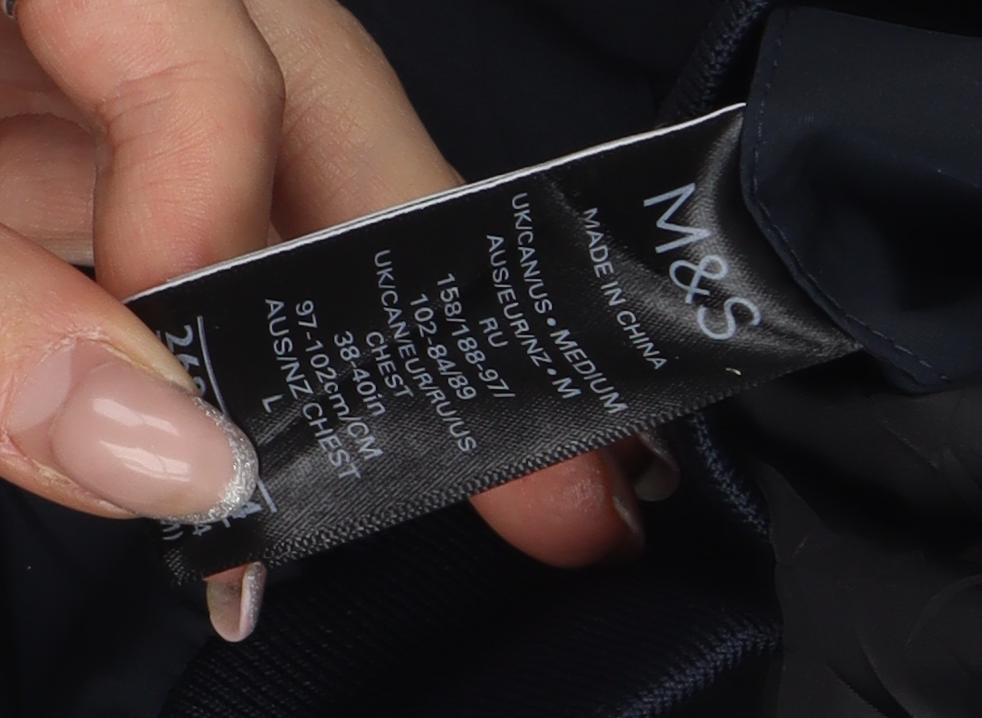 M&S
MADE IN CHINA
UK/CAN/US • MEDIUM
AUS/EUR/NZ • M
RU
158/188-97/
102-84/89
UK/CAN/EUR/RU/US
CHEST
38-40in
97-102cm/CM
AUS/NZ CHEST
L